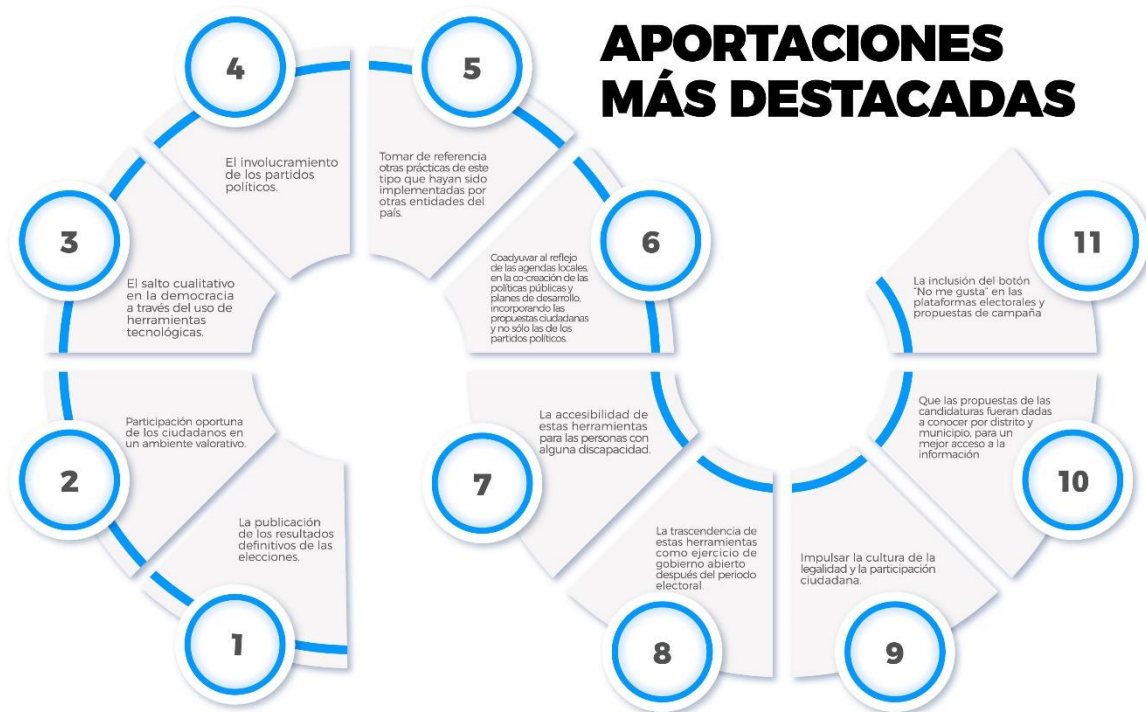 APORTACIONES
MÁS DESTACADAS
1
La publicación
de los resultados
definitivos de las
elecciones.
2
Participación oportuna
de los ciudadanos en
un ambiente valorativo.
3
El salto cualitativo
en la democracia
a través del uso de
herramientas
tecnológicas.
4
El involucramiento
de los partidos
políticos.
5
Tomar de referencia
otras prácticas de este
tipo que hayan sido
implementadas por
otras entidades del
país.
6
Coadyuvar al reflejo
de las agendas locales,
en la co-creación de las
políticas públicas y
planes de desarrollo,
incorporando las
propuestas ciudadanas
y no sólo las de los
partidos políticos.
7
La accesibilidad de
estas herramientas
para las personas con
alguna discapacidad.
8
La trascendencia de
estas herramientas
como ejercicio de
gobierno abierto
después del periodo
electoral.
9
Impulsar la cultura de la
legalidad y la participación
ciudadana.
10
Que las propuestas de las
candidaturas fueran dadas
a conocer por distrito y
municipio, para un
mejor acceso a la
información
11
La inclusión del botón
"No me gusta" en las
plataformas electorales y
propuestas de campaña